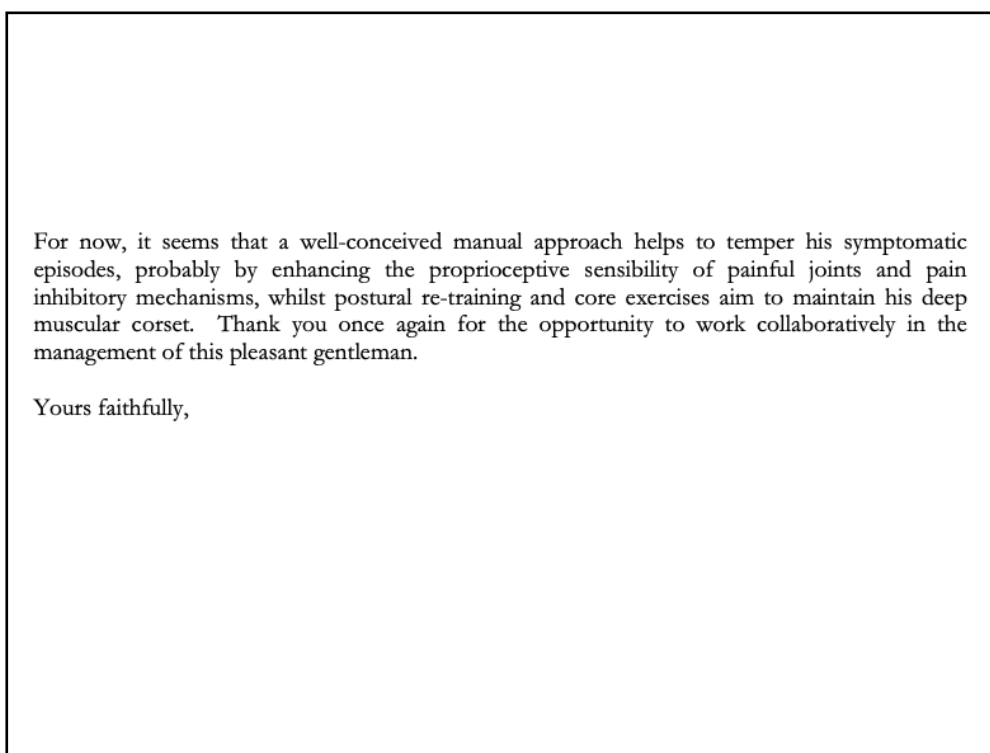 For now, it seems that a well-conceived manual approach helps to temper his symptomatic
episodes, probably by enhancing the proprioceptive sensibility of painful joints and pain
inhibitory mechanisms, whilst postural re-training and core exercises aim to maintain his deep
muscular corset.  Thank you once again for the opportunity to work collaboratively in the
management of this pleasant gentleman.
Yours faithfully,